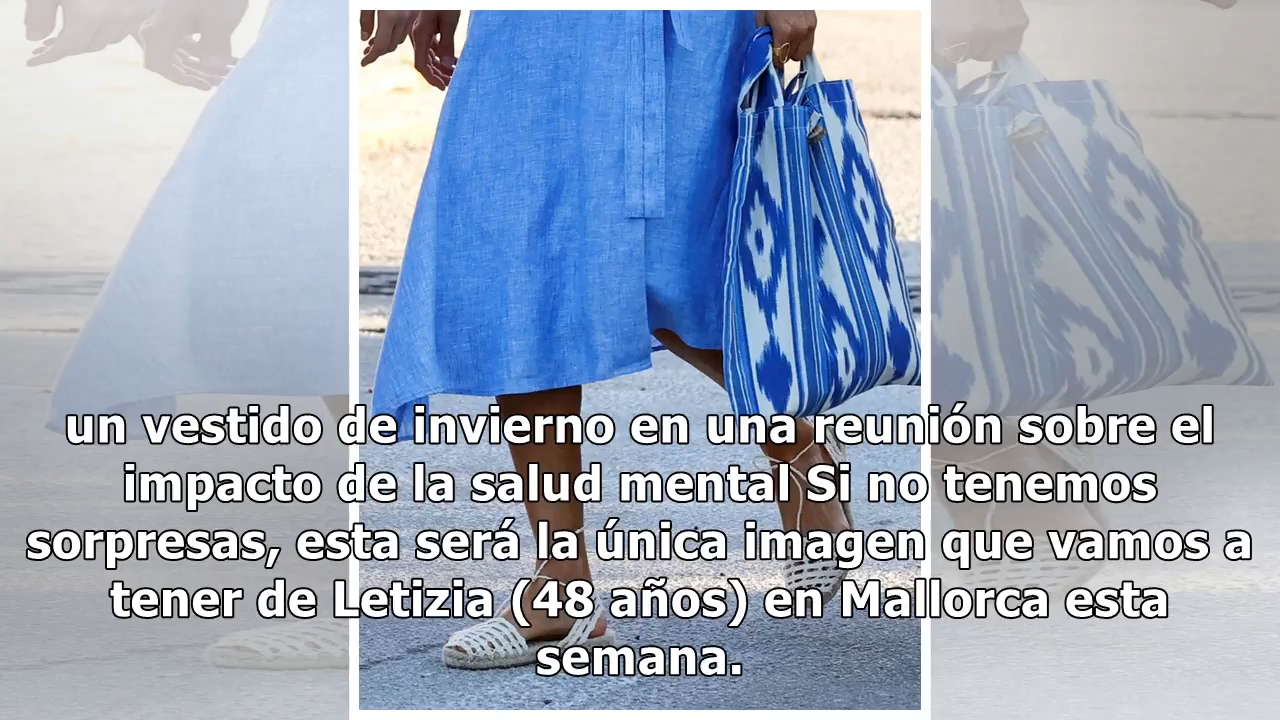 un vestido de invierno en una reunión sobre el
impacto de la salud mental Si no tenemos
sorpresas, esta será la única imagen que vamos a
tener de Letizia (48 años) en Mallorca esta
semana.